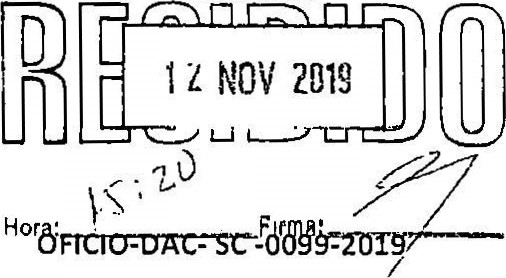 RECIBIDO
12 NOV 2019
15:20
Hora: Firma:
OFICIO-DAC- SC -0099-2019